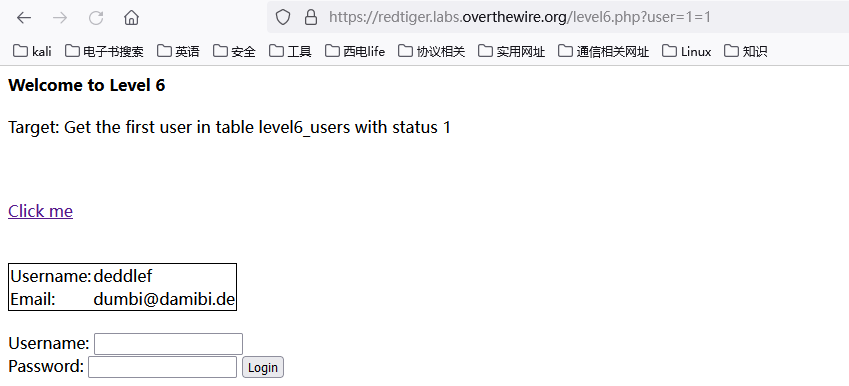 https://redtiger.labs.overthewire.org/level6.php?user=1=1
kali 电子书搜索 英语 安全 工具 西电life 协议相关 实用网址 通信相关网址 Linux 知识
Welcome to Level 6
Target: Get the first user in table level6_users with status 1
Click me
Username: deddlef
Email: dumbi@damibi.de
Username:
Password: Login